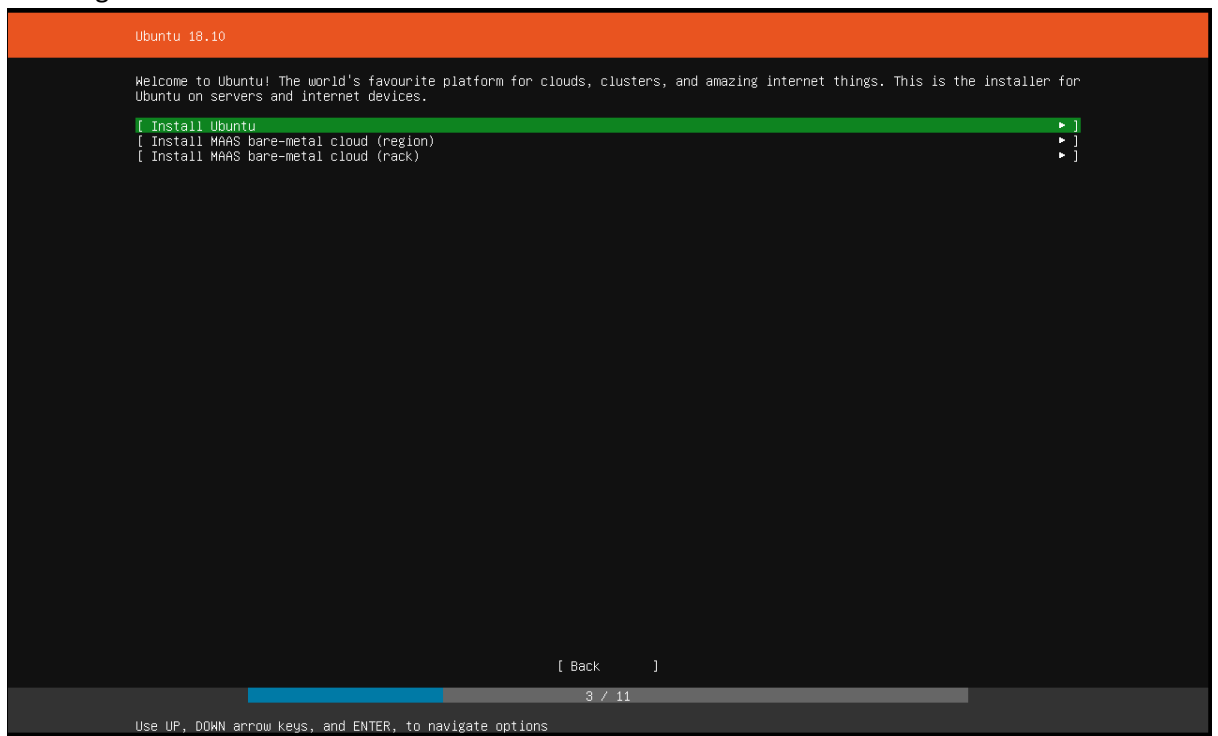 Ubuntu 18.10
Welcome to Ubuntu! The world's favourite platform for clouds, clusters, and amazing internet things. This is the installer for
Ubuntu on servers and internet devices.
[ Install Ubuntu ► ]
[ Install MAAS bare-metal cloud (region) ► ]
[ Install MAAS bare-metal cloud (rack) ► ]
[ Back ]
3 / 11
Use UP, DOWN arrow keys, and ENTER, to navigate options